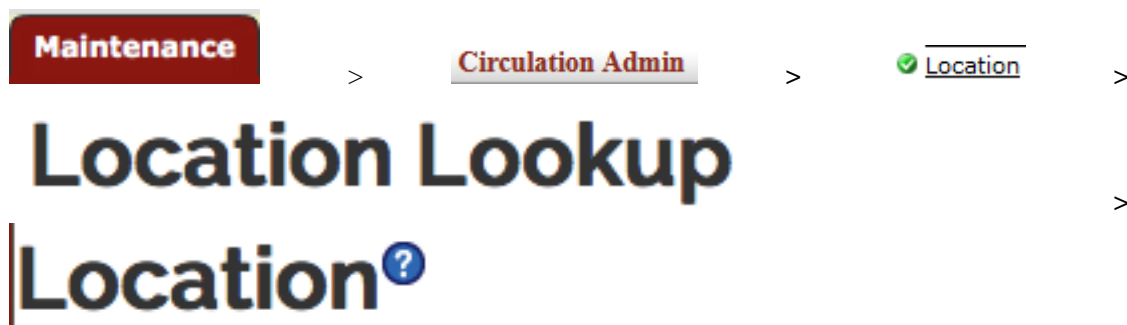 Maintenance > Circulation Admin > Location >
Location Lookup >
Location?